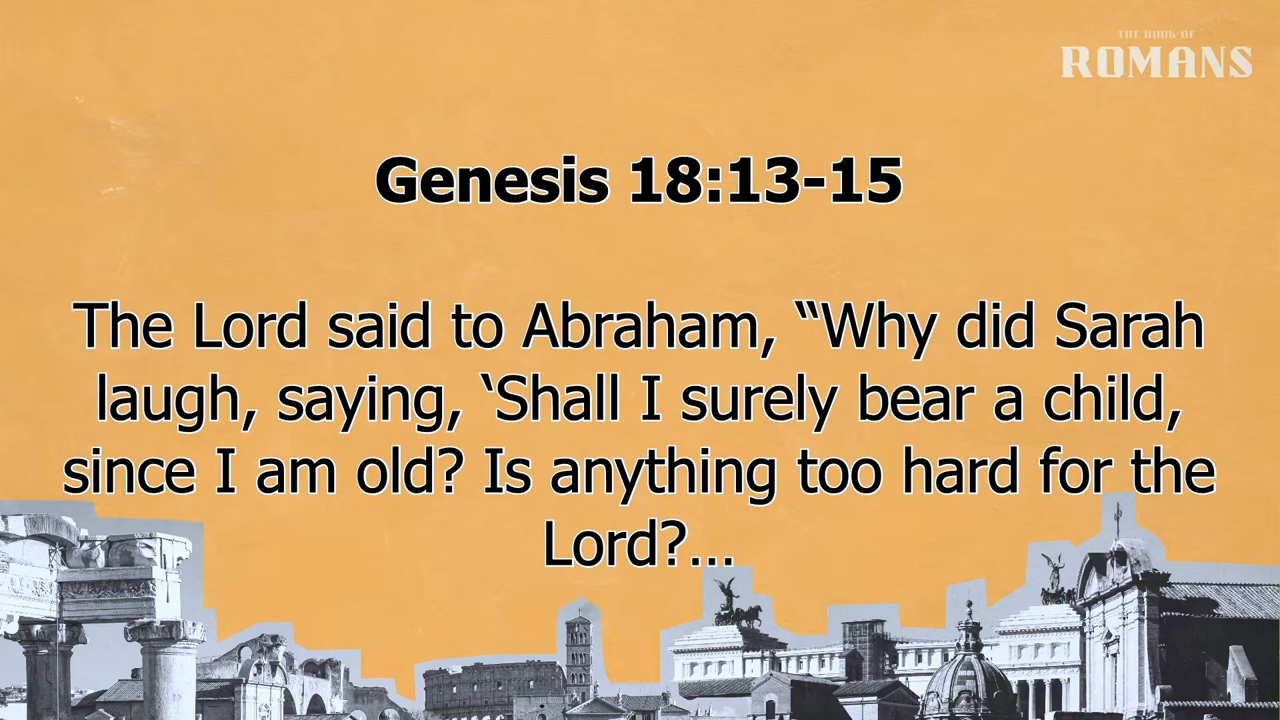 THE BOOK OF
ROMANS
Genesis 18:13-15
The Lord said to Abraham, “Why did Sarah
laugh, saying, ‘Shall I surely bear a child,
since I am old? Is anything too hard for the
Lord?...